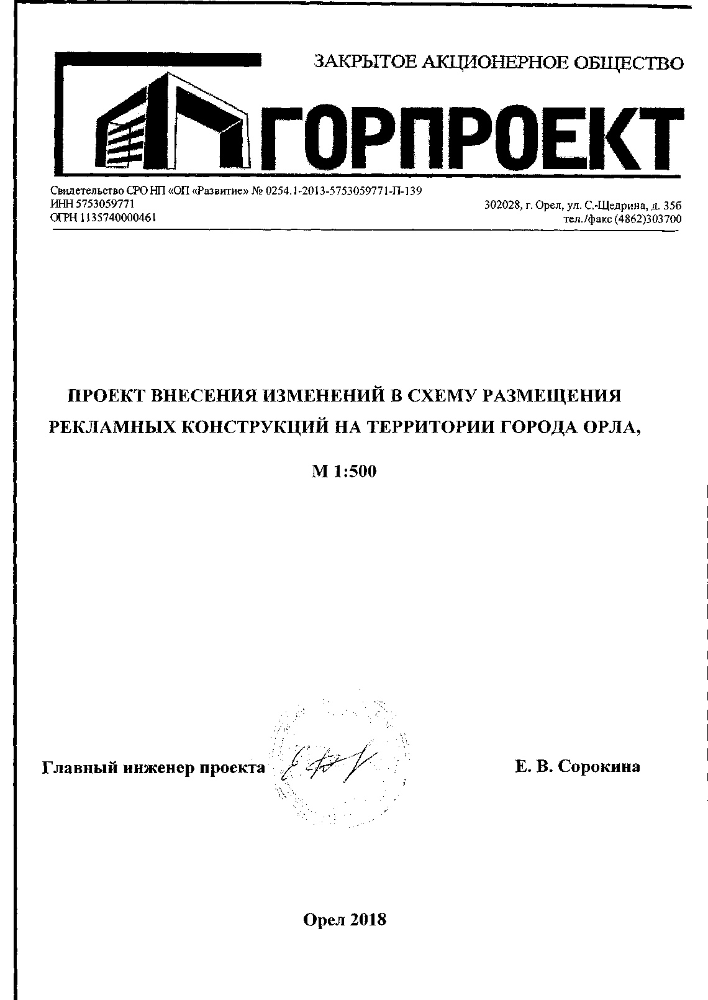 ЗАКРЫТОЕ АКЦИОНЕРНОЕ ОБЩЕСТВО
ГОРПРОЕКТ
Свидетельство СРО НП «ОП «Развитие» № 0254.1-2013-5753059771-П-139
ИНН 5753059771
ОГРН 1135740000461
302028, г. Орел, ул. С.-Щедрина, д. 35б
тел./факс (4862)303700
ПРОЕКТ ВНЕСЕНИЯ ИЗМЕНЕНИЙ В СХЕМУ РАЗМЕЩЕНИЯ
РЕКЛАМНЫХ КОНСТРУКЦИЙ НА ТЕРРИТОРИИ ГОРОДА ОРЛА,
М 1:500
Главный инженер проекта
Е. В. Сорокина
Орел 2018